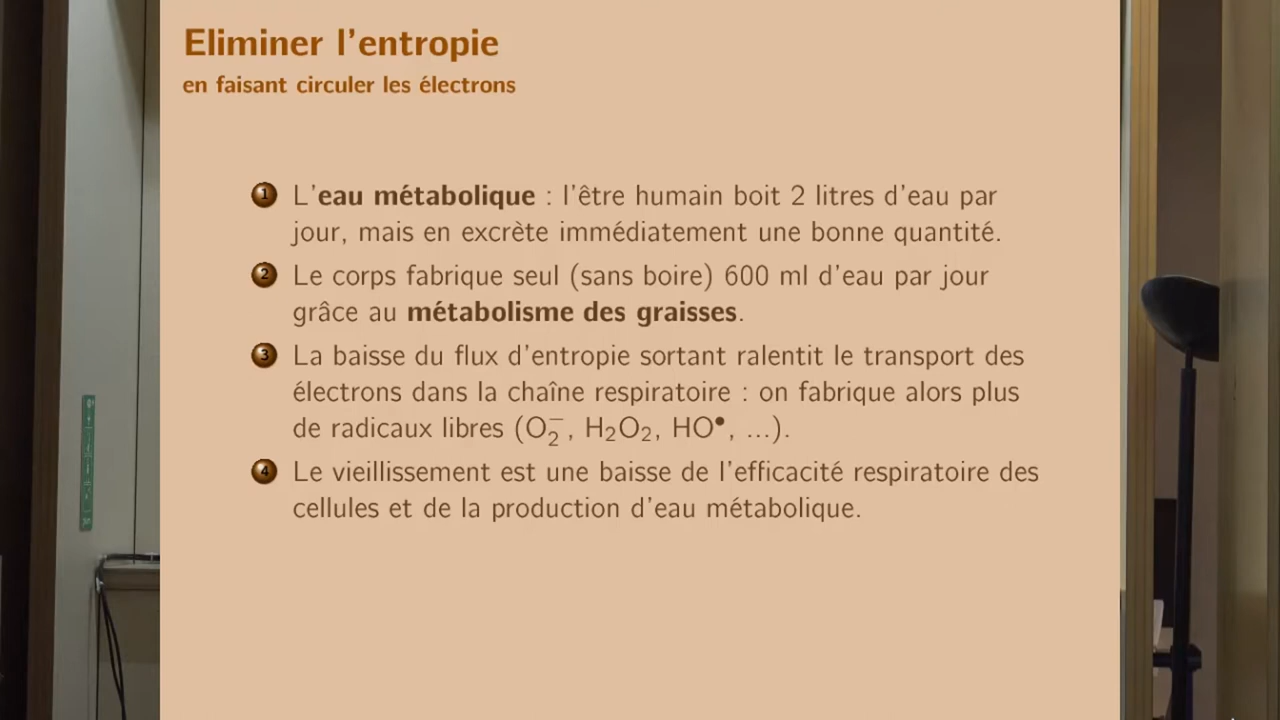 Eliminer l'entropie
en faisant circuler les électrons
1 L'eau métabolique : l'être humain boit 2 litres d'eau par
jour, mais en excrète immédiatement une bonne quantité.
2 Le corps fabrique seul (sans boire) 600 ml d'eau par jour
grâce au métabolisme des graisses.
3 La baisse du flux d'entropie sortant ralentit le transport des
électrons dans la chaîne respiratoire : on fabrique alors plus
de radicaux libres (O₂⁻, H₂O₂, HO•, ...).
4 Le vieillissement est une baisse de l'efficacité respiratoire des
cellules et de la production d'eau métabolique.